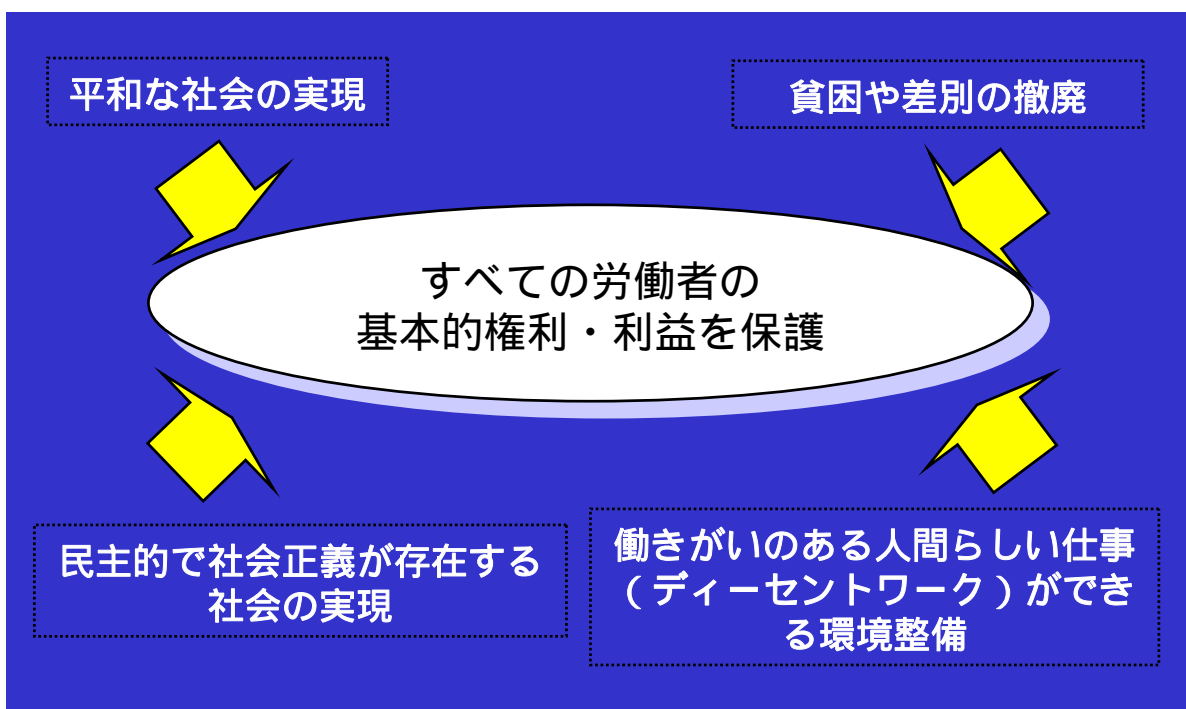 平和な社会の実現
貧困や差別の撤廃
すべての労働者の
基本的権利・利益を保護
民主的で社会正義が存在する
社会の実現
働きがいのある人間らしい仕事
(ディーセントワーク)ができ
る環境整備